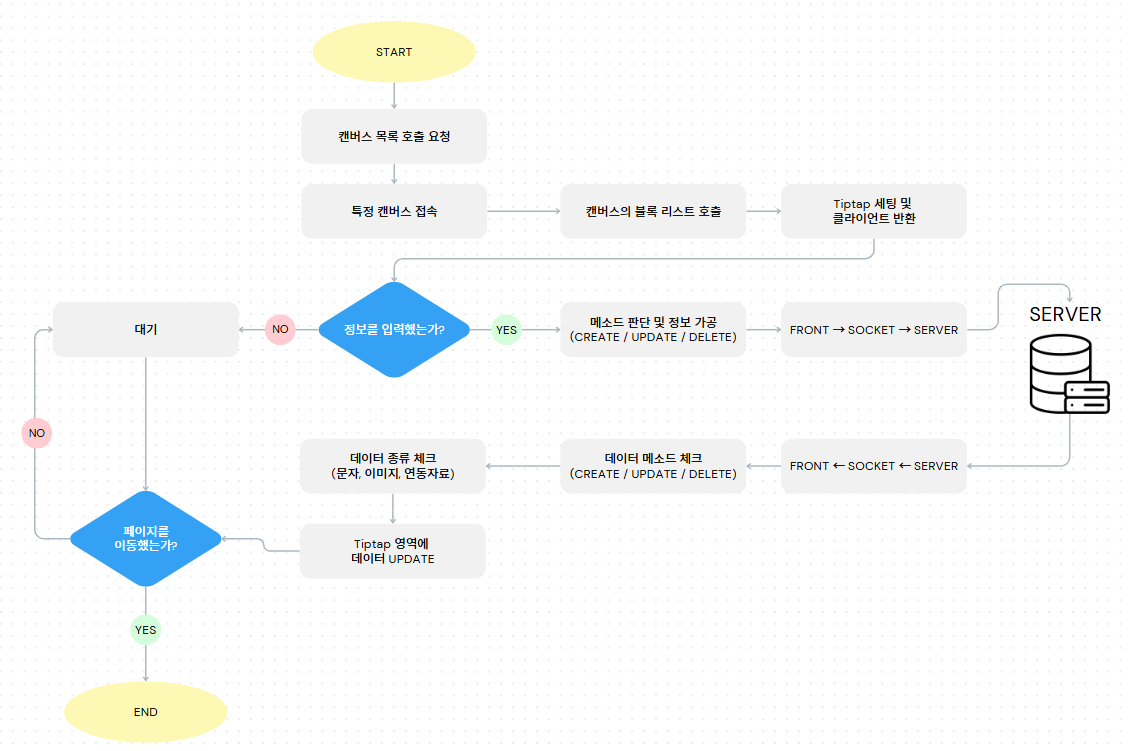 START
캔버스 목록 호출 요청
특정 캔버스 접속
캔버스의 블록 리스트 호출
Tiptap 세팅 및
클라이언트 반환
대기
NO
정보를 입력했는가?
YES
메소드 판단 및 정보 가공
(CREATE / UPDATE / DELETE)
FRONT → SOCKET → SERVER
SERVER
NO
데이터 종류 체크
(문자, 이미지, 연동자료)
데이터 메소드 체크
(CREATE / UPDATE / DELETE)
FRONT ← SOCKET ← SERVER
페이지를
이동했는가?
Tiptap 영역에
데이터 UPDATE
YES
END